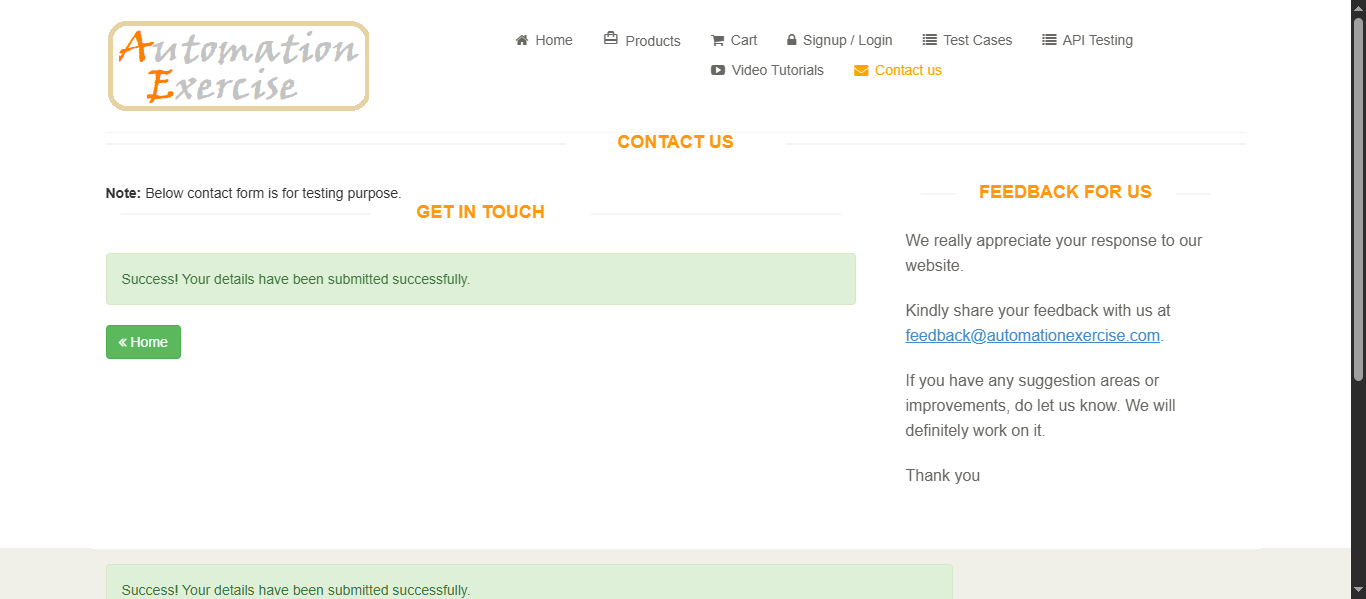 Automation
Exercise
Home
Products
Cart
Signup / Login
Test Cases
API Testing
Video Tutorials
Contact us
CONTACT US
Note: Below contact form is for testing purpose.
GET IN TOUCH
Success! Your details have been submitted successfully.
« Home
FEEDBACK FOR US
We really appreciate your response to our
website.
Kindly share your feedback with us at
feedback@automationexercise.com.
If you have any suggestion areas or
improvements, do let us know. We will
definitely work on it.
Thank you
Success! Your details have been submitted successfully.